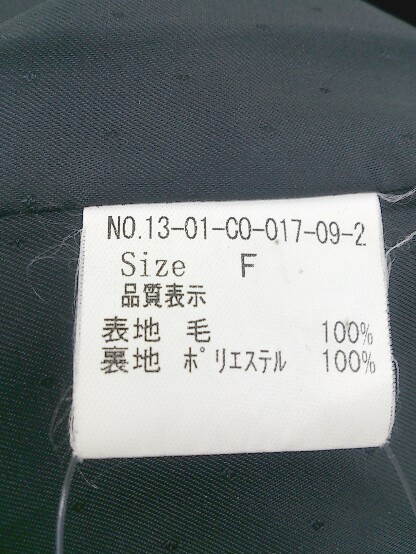 NO.13-01-CO-017-09-2
Size F
品質表示
表地 毛 100%
裏地 ポリエステル 100%